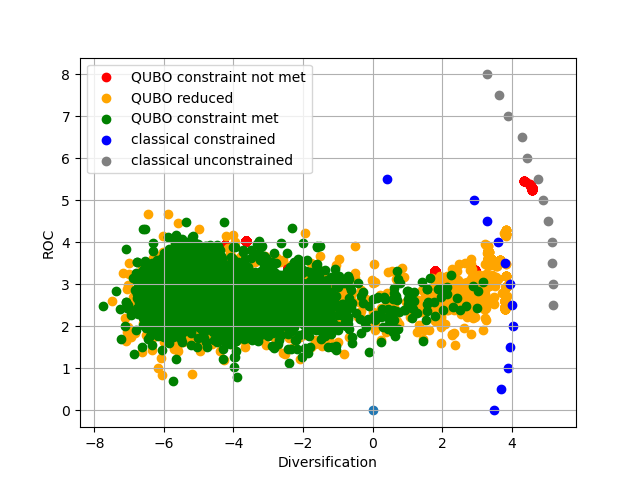 QUBO constraint not met
QUBO reduced
QUBO constraint met
classical constrained
classical unconstrained
8
7
6
5
4
3
2
1
0
ROC
−8 −6 −4 −2 0 2 4
Diversification